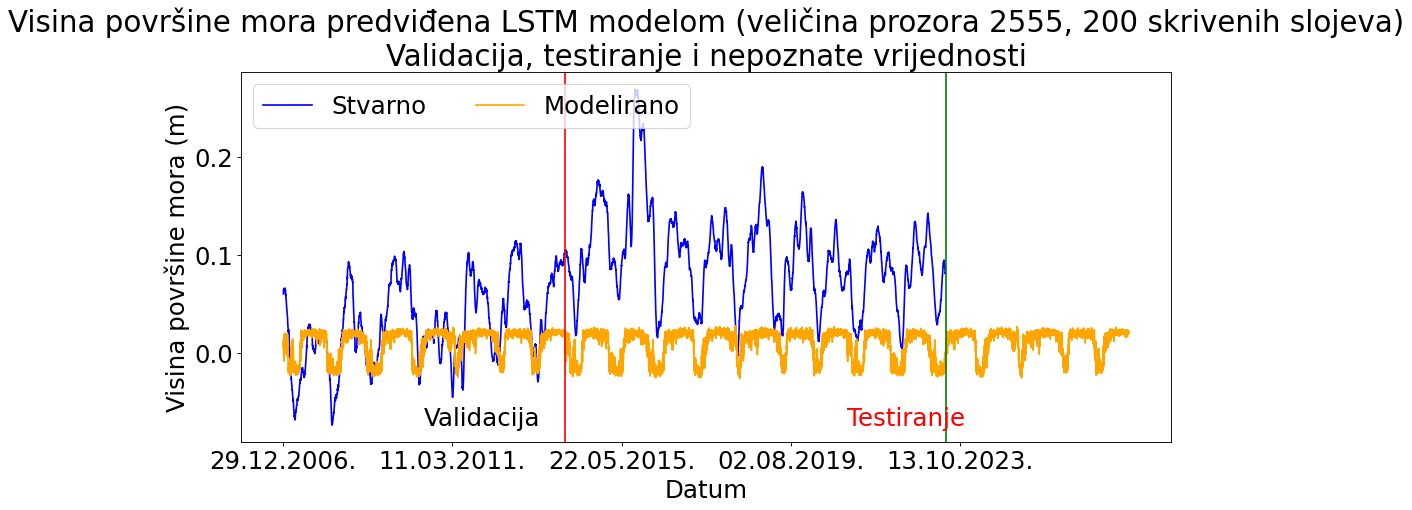 Visina površine mora predviđena LSTM modelom (veličina prozora 2555, 200 skrivenih slojeva)
Validacija, testiranje i nepoznate vrijednosti
Stvarno Modelirano
Visina površine mora (m)
0.2
0.1
0.0
Validacija Testiranje
29.12.2006. 11.03.2011. 22.05.2015. 02.08.2019. 13.10.2023.
Datum